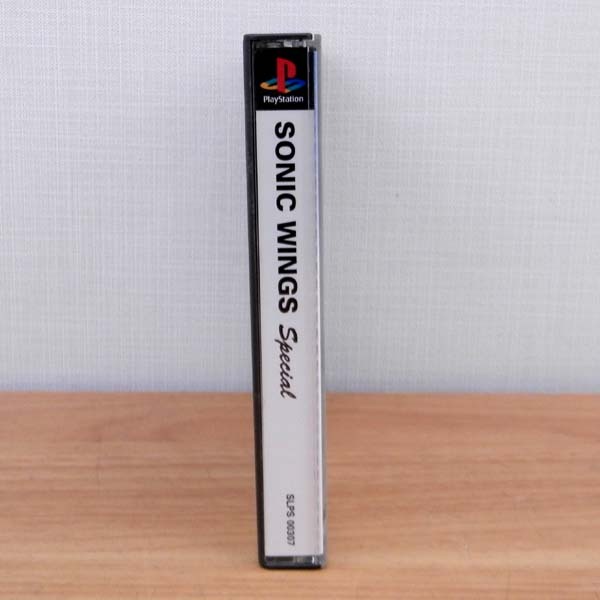 PlayStation
SONIC WINGS Special
SLPS 00307